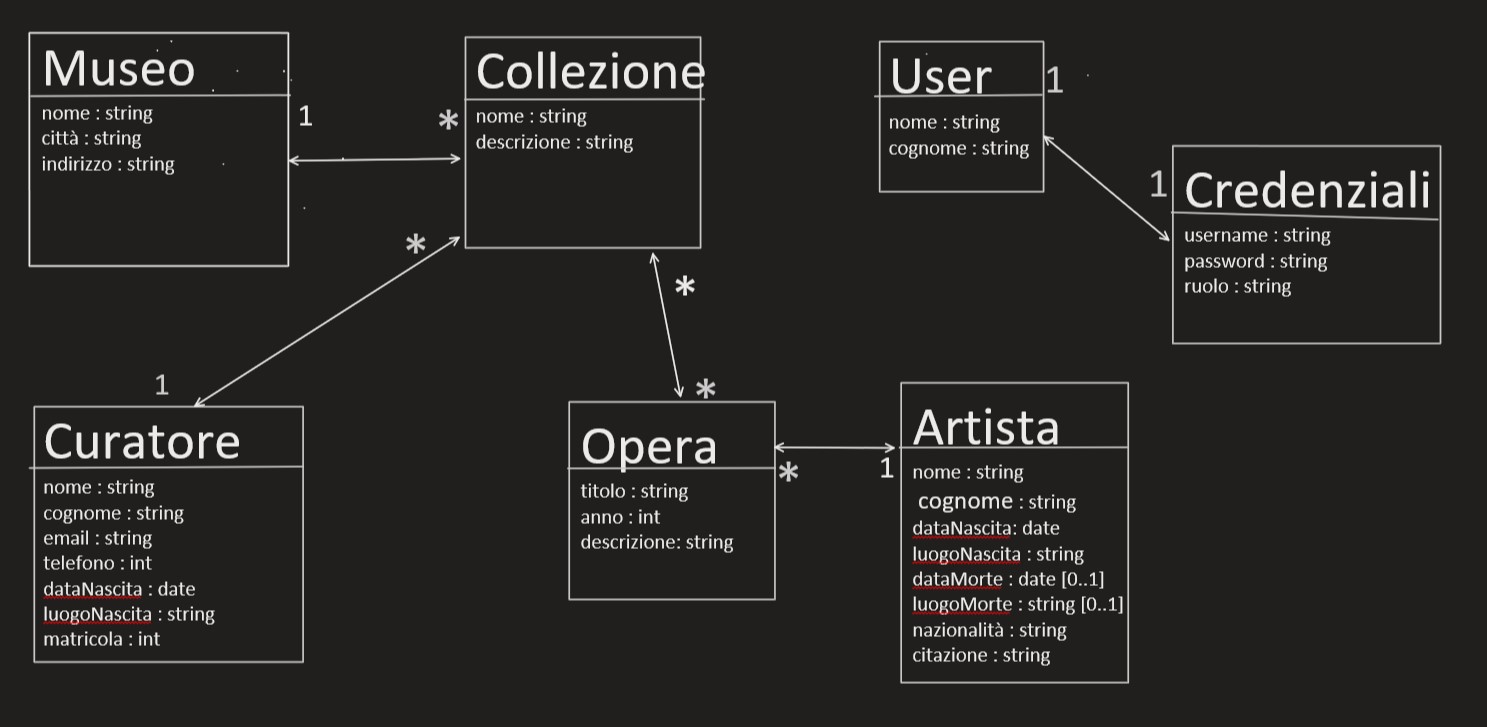 Museo
nome : string
città : string
indirizzo : string
1
*
Collezione
nome : string
descrizione : string
User
1
nome : string
cognome : string
1
Credenziali
username : string
password : string
ruolo : string
*
1
Curatore
nome : string
cognome : string
email : string
telefono : int
dataNascita : date
luogoNascita : string
matricola : int
*
*
Opera
titolo : string
anno : int
descrizione: string
*
1
Artista
nome : string
cognome : string
dataNascita: date
luogoNascita : string
dataMorte : date [0..1]
luogoMorte : string [0..1]
nazionalità : string
citazione : string